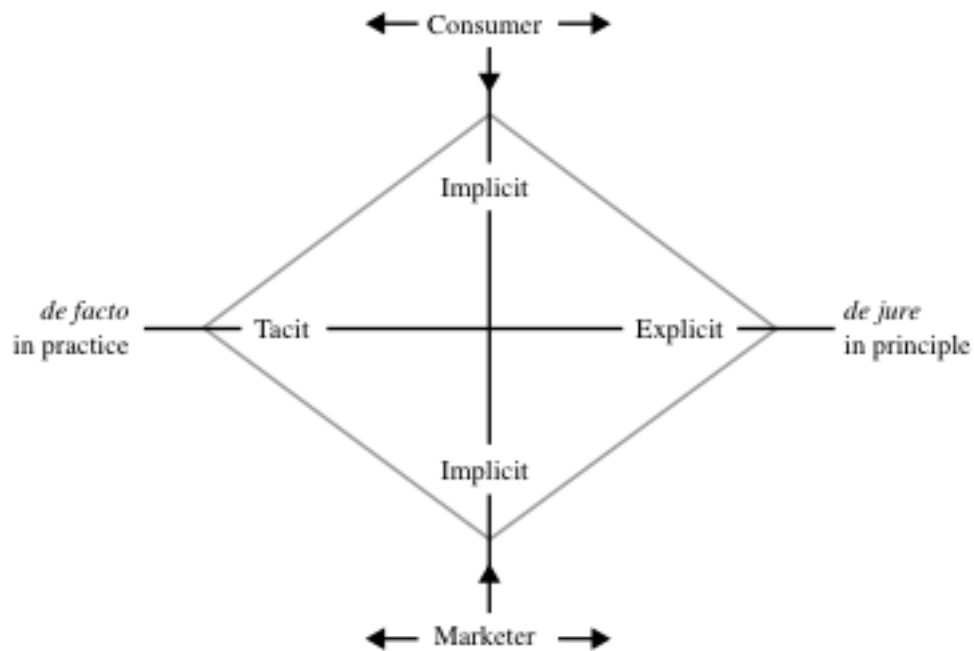 Consumer
Implicit
de facto
in practice
Tacit
Explicit
de jure
in principle
Implicit
Marketer